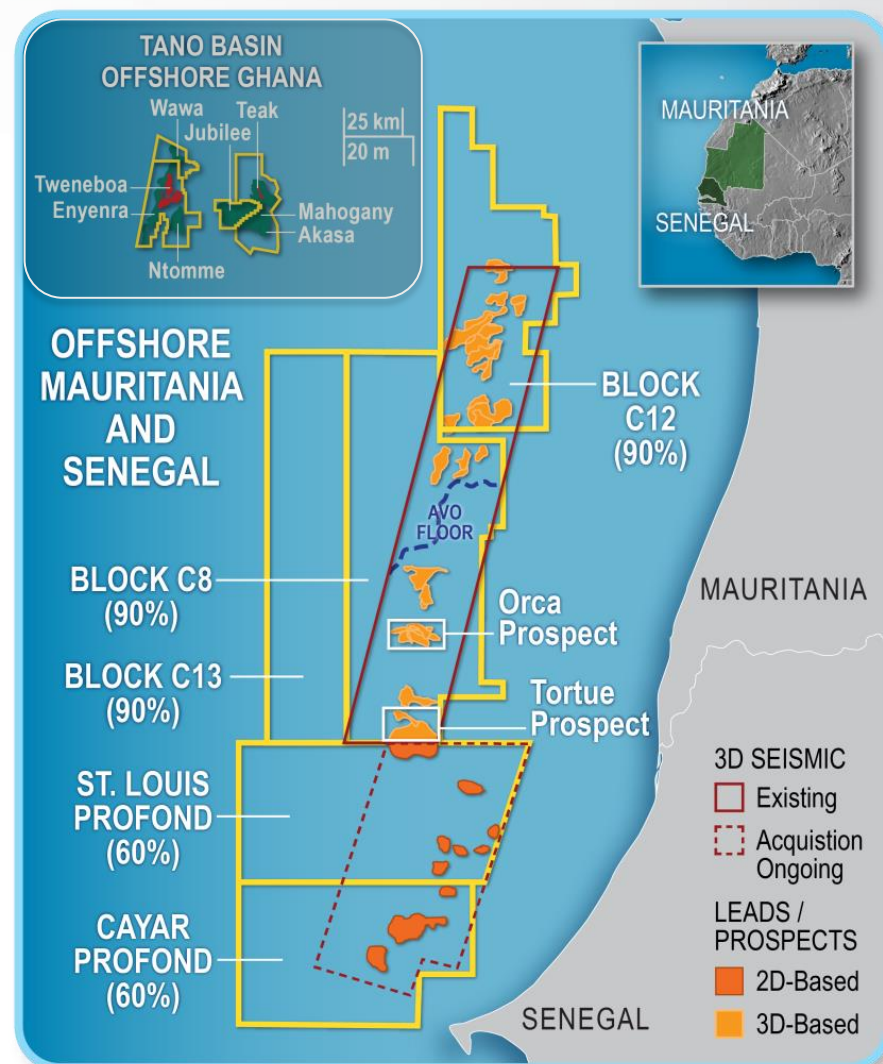 TANO BASIN
OFFSHORE GHANA
Wawa
Teak
Jubilee
25 km
20 m
Tweneboa
Enyenra
Mahogany
Akasa
Ntomme
MAURITANIA
SENEGAL
OFFSHORE
MAURITANIA
AND
SENEGAL
BLOCK
C12
(90%)
AVO
FLOOR
BLOCK C8
(90%)
Orca
Prospect
MAURITANIA
BLOCK C13
(90%)
Tortue
Prospect
ST. LOUIS
PROFOND
(60%)
CAYAR
PROFOND
(60%)
3D SEISMIC
Existing
Acquistion
Ongoing
LEADS /
PROSPECTS
2D-Based
3D-Based
SENEGAL